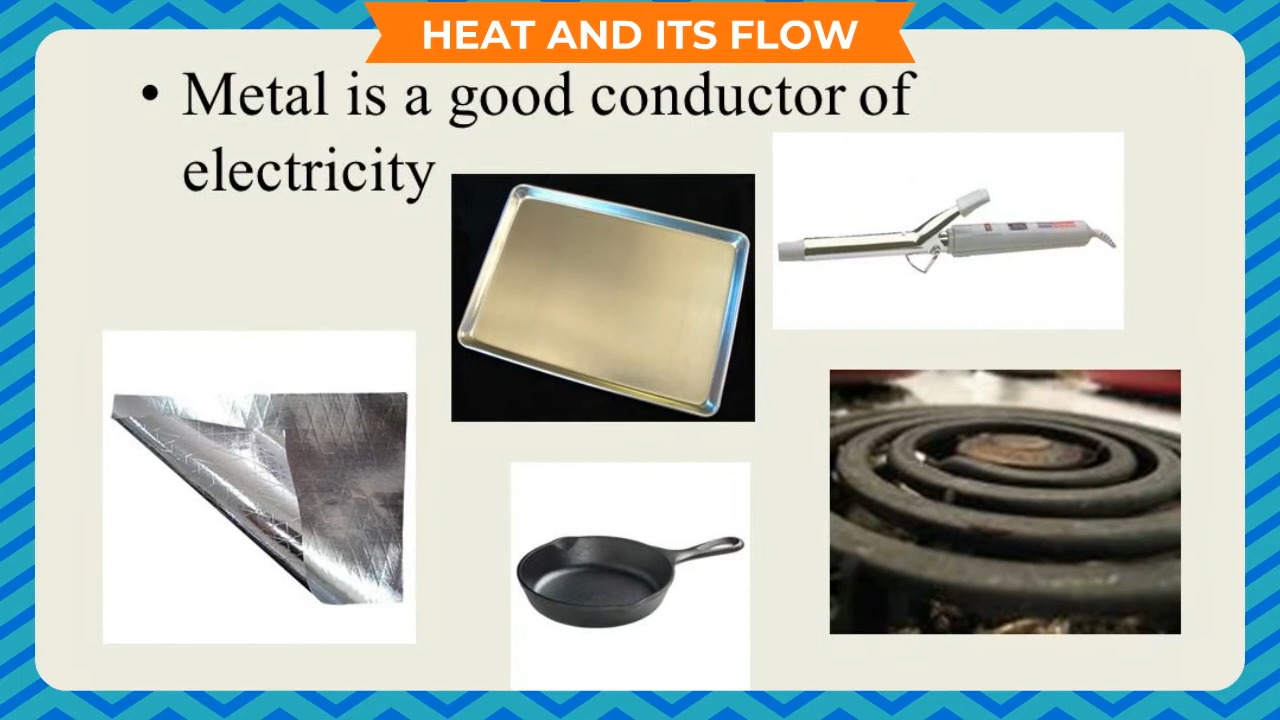 HEAT AND ITS FLOW
• Metal is a good conductor of
electricity